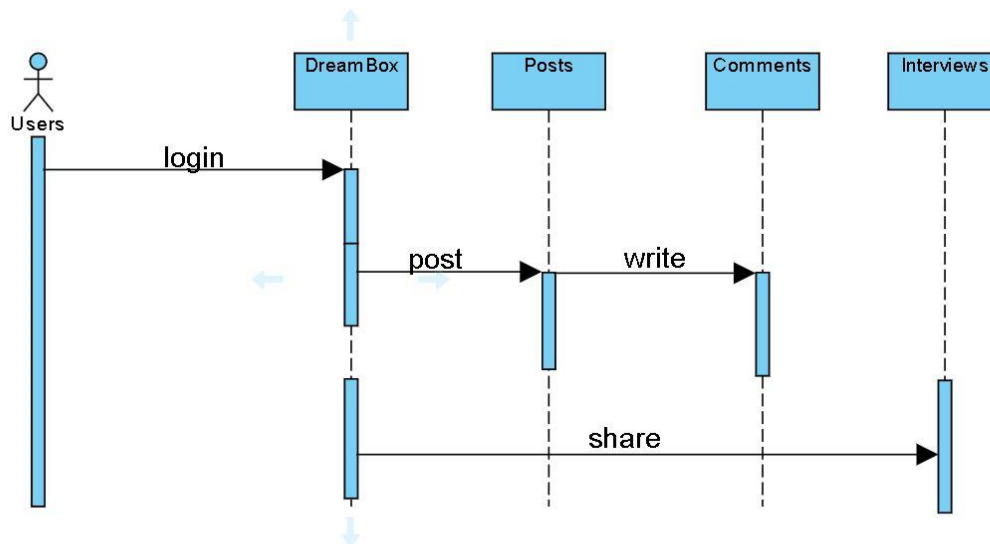 Users
DreamBox
Posts
Comments
Interviews
login
post
write
share